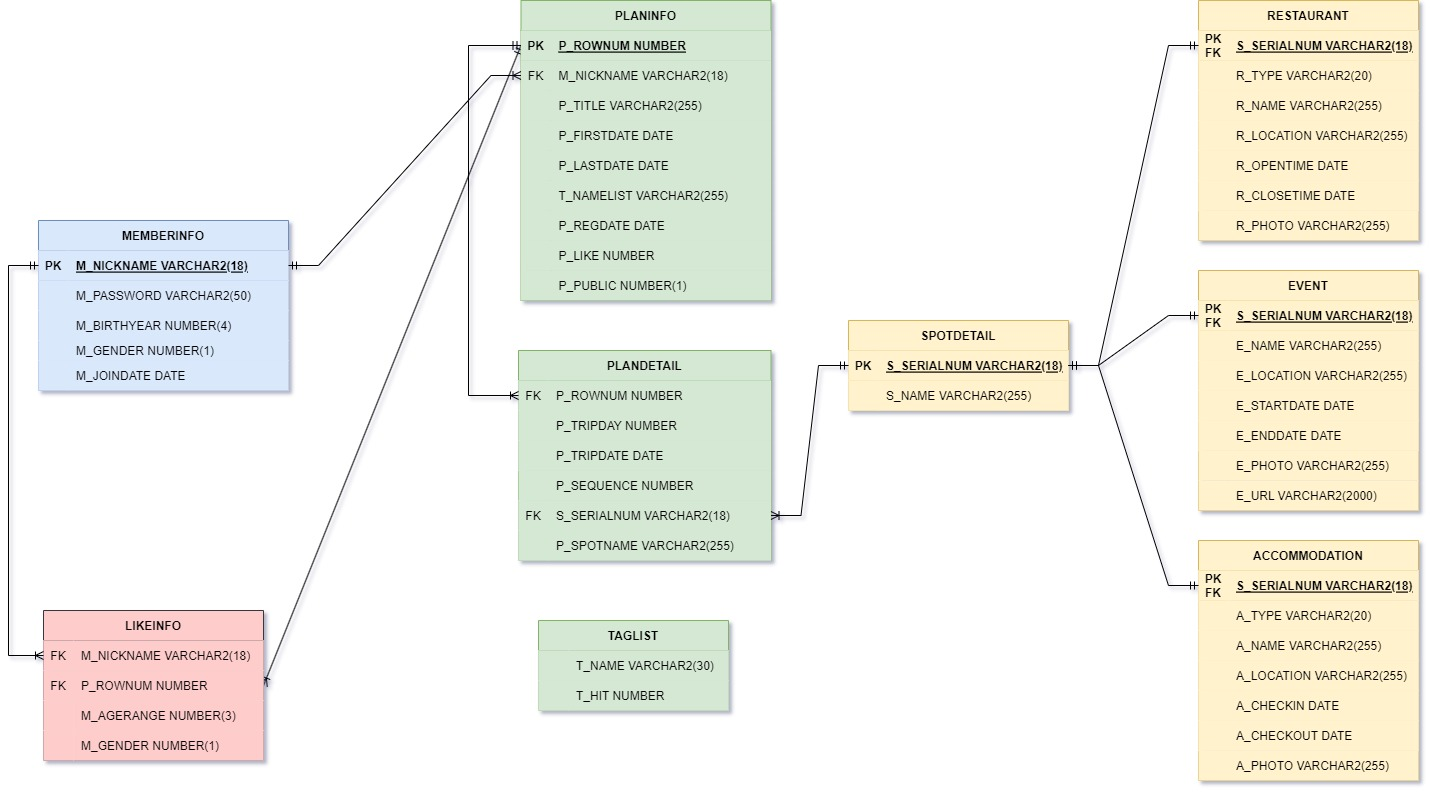 PLANINFO
PK P_ROWNUM NUMBER
FK M_NICKNAME VARCHAR2(18)
P_TITLE VARCHAR2(255)
P_FIRSTDATE DATE
P_LASTDATE DATE
T_NAMELIST VARCHAR2(255)
P_REGDATE DATE
P_LIKE NUMBER
P_PUBLIC NUMBER(1)
MEMBERINFO
PK M_NICKNAME VARCHAR2(18)
M_PASSWORD VARCHAR2(50)
M_BIRTHYEAR NUMBER(4)
M_GENDER NUMBER(1)
M_JOINDATE DATE
PLANDETAIL
FK P_ROWNUM NUMBER
P_TRIPDAY NUMBER
P_TRIPDATE DATE
P_SEQUENCE NUMBER
FK S_SERIALNUM VARCHAR2(18)
P_SPOTNAME VARCHAR2(255)
LIKEINFO
FK M_NICKNAME VARCHAR2(18)
FK P_ROWNUM NUMBER
M_AGERANGE NUMBER(3)
M_GENDER NUMBER(1)
TAGLIST
T_NAME VARCHAR2(30)
T_HIT NUMBER
SPOTDETAIL
PK S_SERIALNUM VARCHAR2(18)
S_NAME VARCHAR2(255)
RESTAURANT
PK
FK S_SERIALNUM VARCHAR2(18)
R_TYPE VARCHAR2(20)
R_NAME VARCHAR2(255)
R_LOCATION VARCHAR2(255)
R_OPENTIME DATE
R_CLOSETIME DATE
R_PHOTO VARCHAR2(255)
EVENT
PK
FK S_SERIALNUM VARCHAR2(18)
E_NAME VARCHAR2(255)
E_LOCATION VARCHAR2(255)
E_STARTDATE DATE
E_ENDDATE DATE
E_PHOTO VARCHAR2(255)
E_URL VARCHAR2(2000)
ACCOMMODATION
PK
FK S_SERIALNUM VARCHAR2(18)
A_TYPE VARCHAR2(20)
A_NAME VARCHAR2(255)
A_LOCATION VARCHAR2(255)
A_CHECKIN DATE
A_CHECKOUT DATE
A_PHOTO VARCHAR2(255)